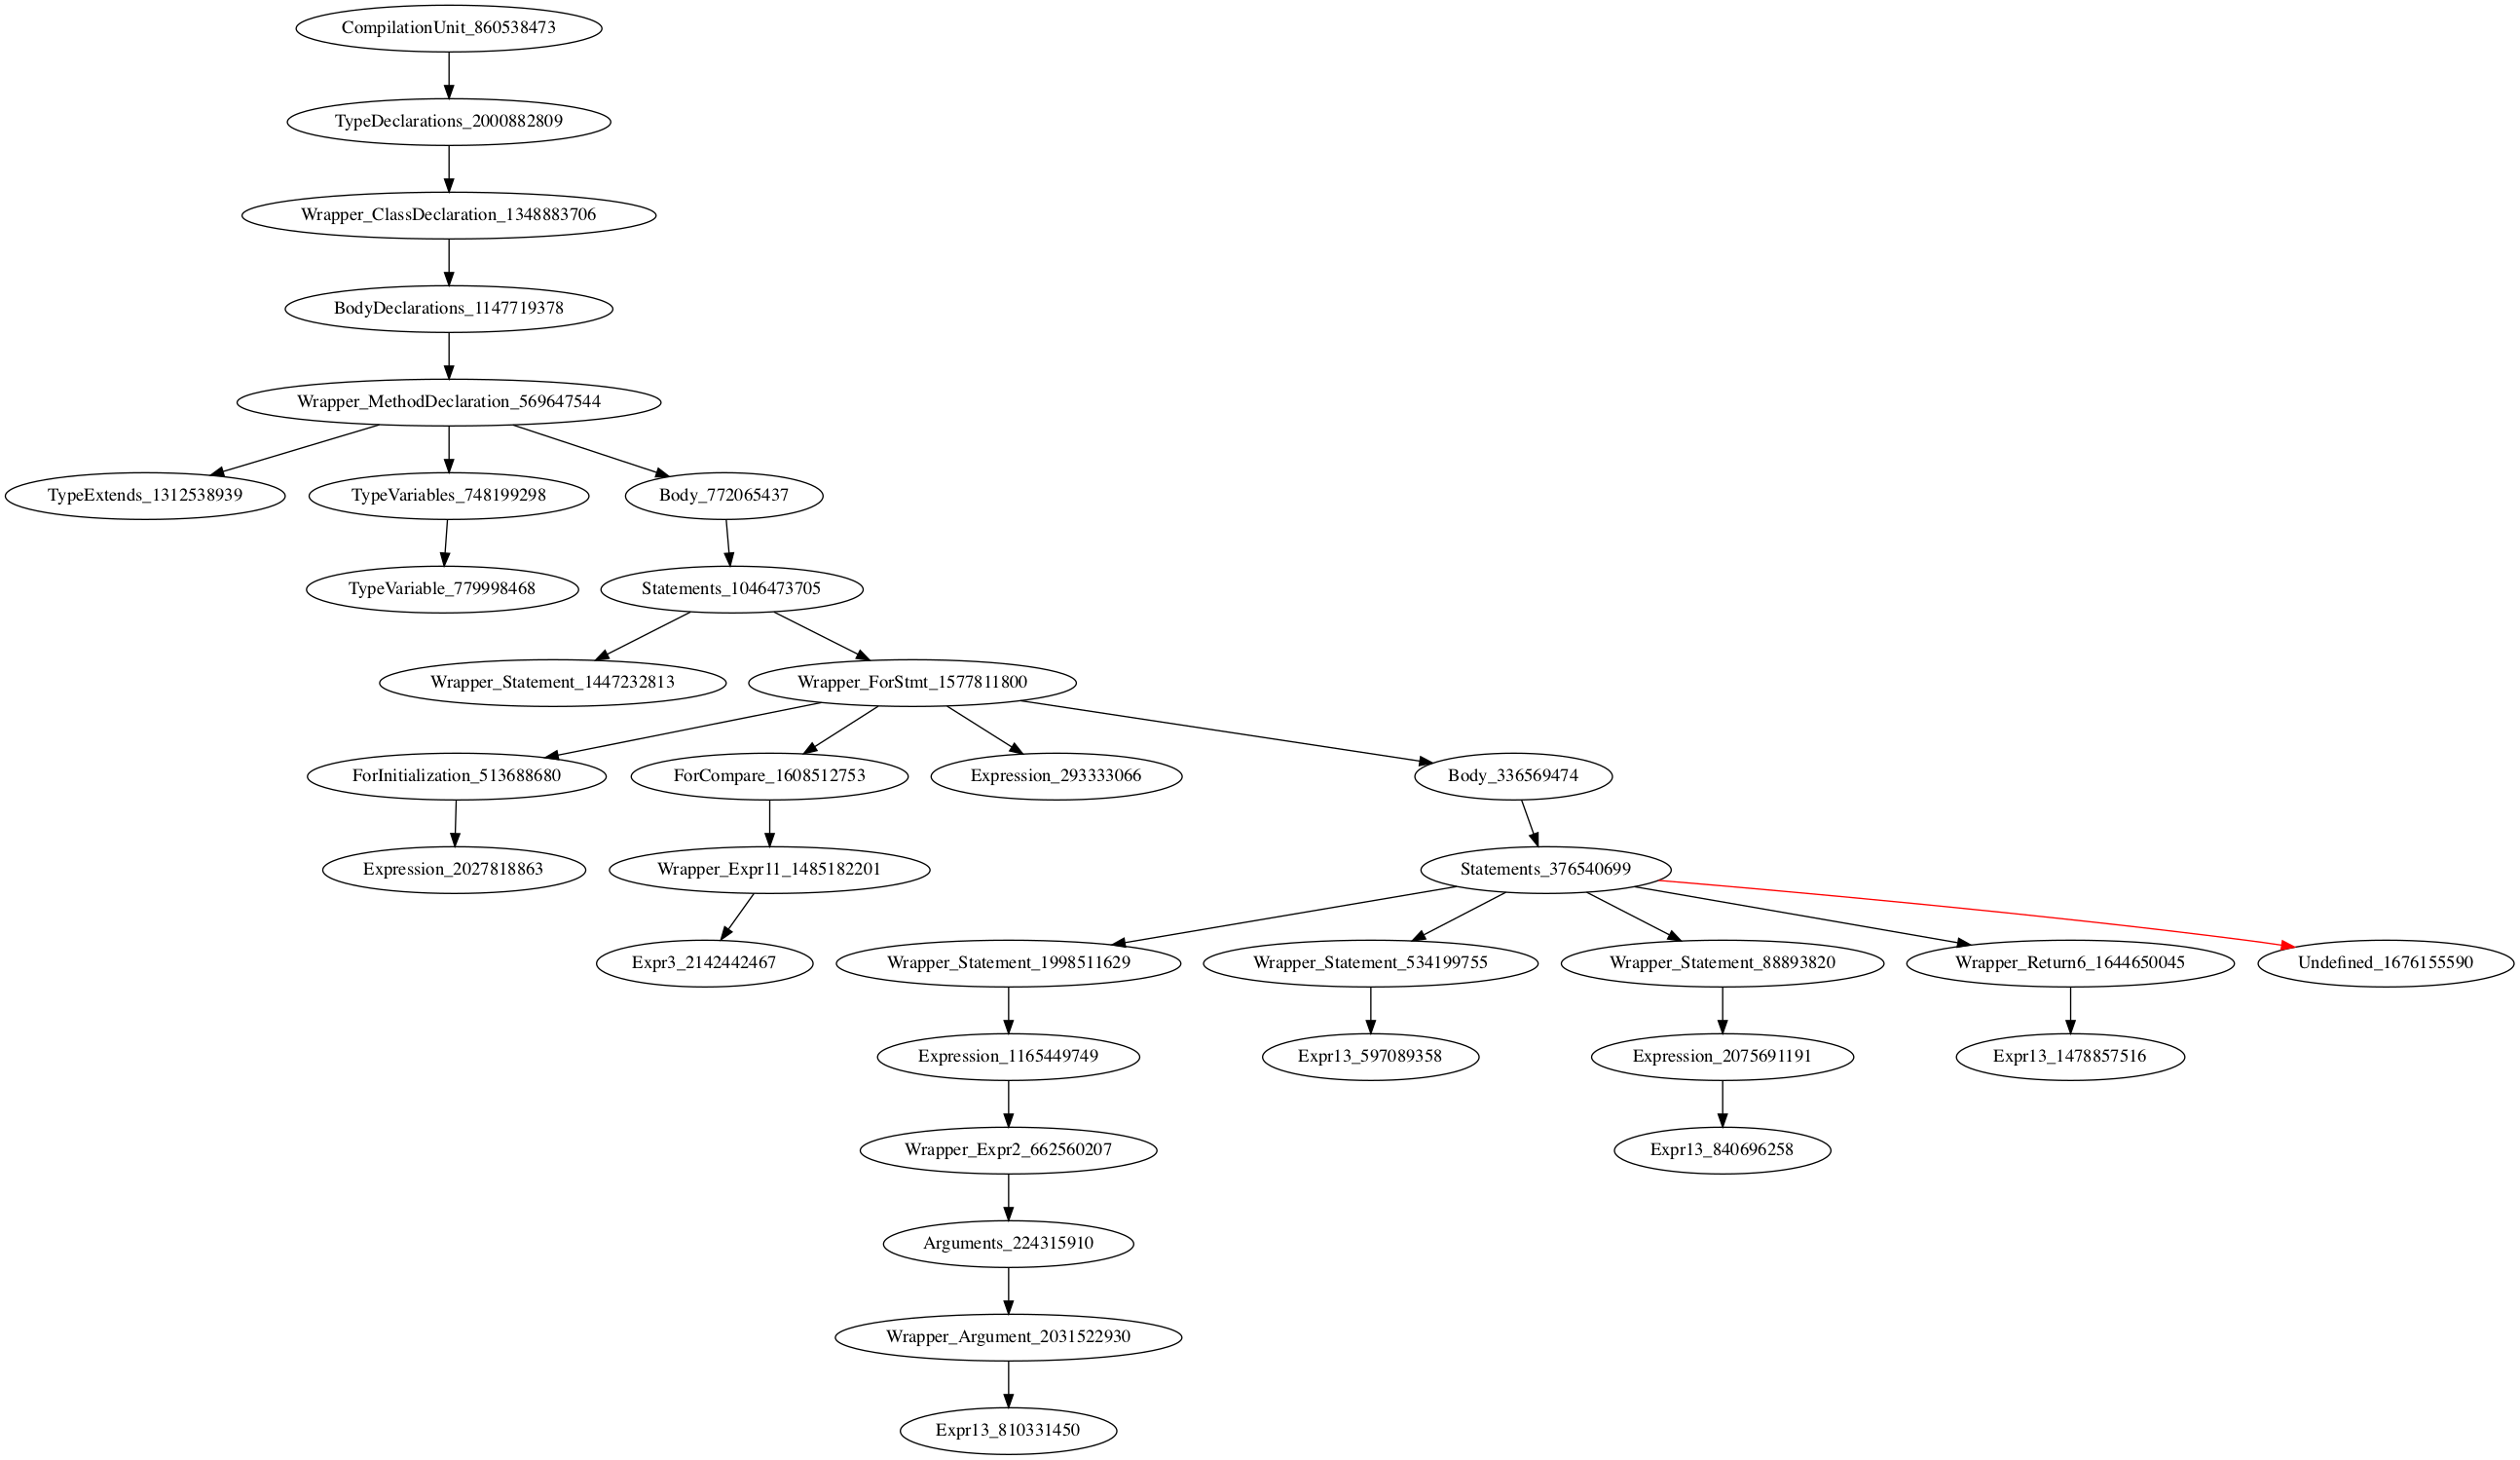 CompilationUnit_860538473
TypeDeclarations_2000882809
Wrapper_ClassDeclaration_1348883706
BodyDeclarations_1147719378
Wrapper_MethodDeclaration_569647544
TypeExtends_1312538939
TypeVariables_748199298
Body_772065437
TypeVariable_779998468
Statements_1046473705
Wrapper_Statement_1447232813
Wrapper_ForStmt_1577811800
ForInitialization_513688680
ForCompare_1608512753
Expression_293333066
Body_336569474
Expression_2027818863
Wrapper_Expr11_1485182201
Statements_376540699
Expr3_2142442467
Wrapper_Statement_1998511629
Wrapper_Statement_534199755
Wrapper_Statement_88893820
Wrapper_Return6_1644650045
Undefined_1676155590
Expression_1165449749
Expr13_597089358
Expression_2075691191
Expr13_1478857516
Wrapper_Expr2_662560207
Expr13_840696258
Arguments_224315910
Wrapper_Argument_2031522930
Expr13_810331450